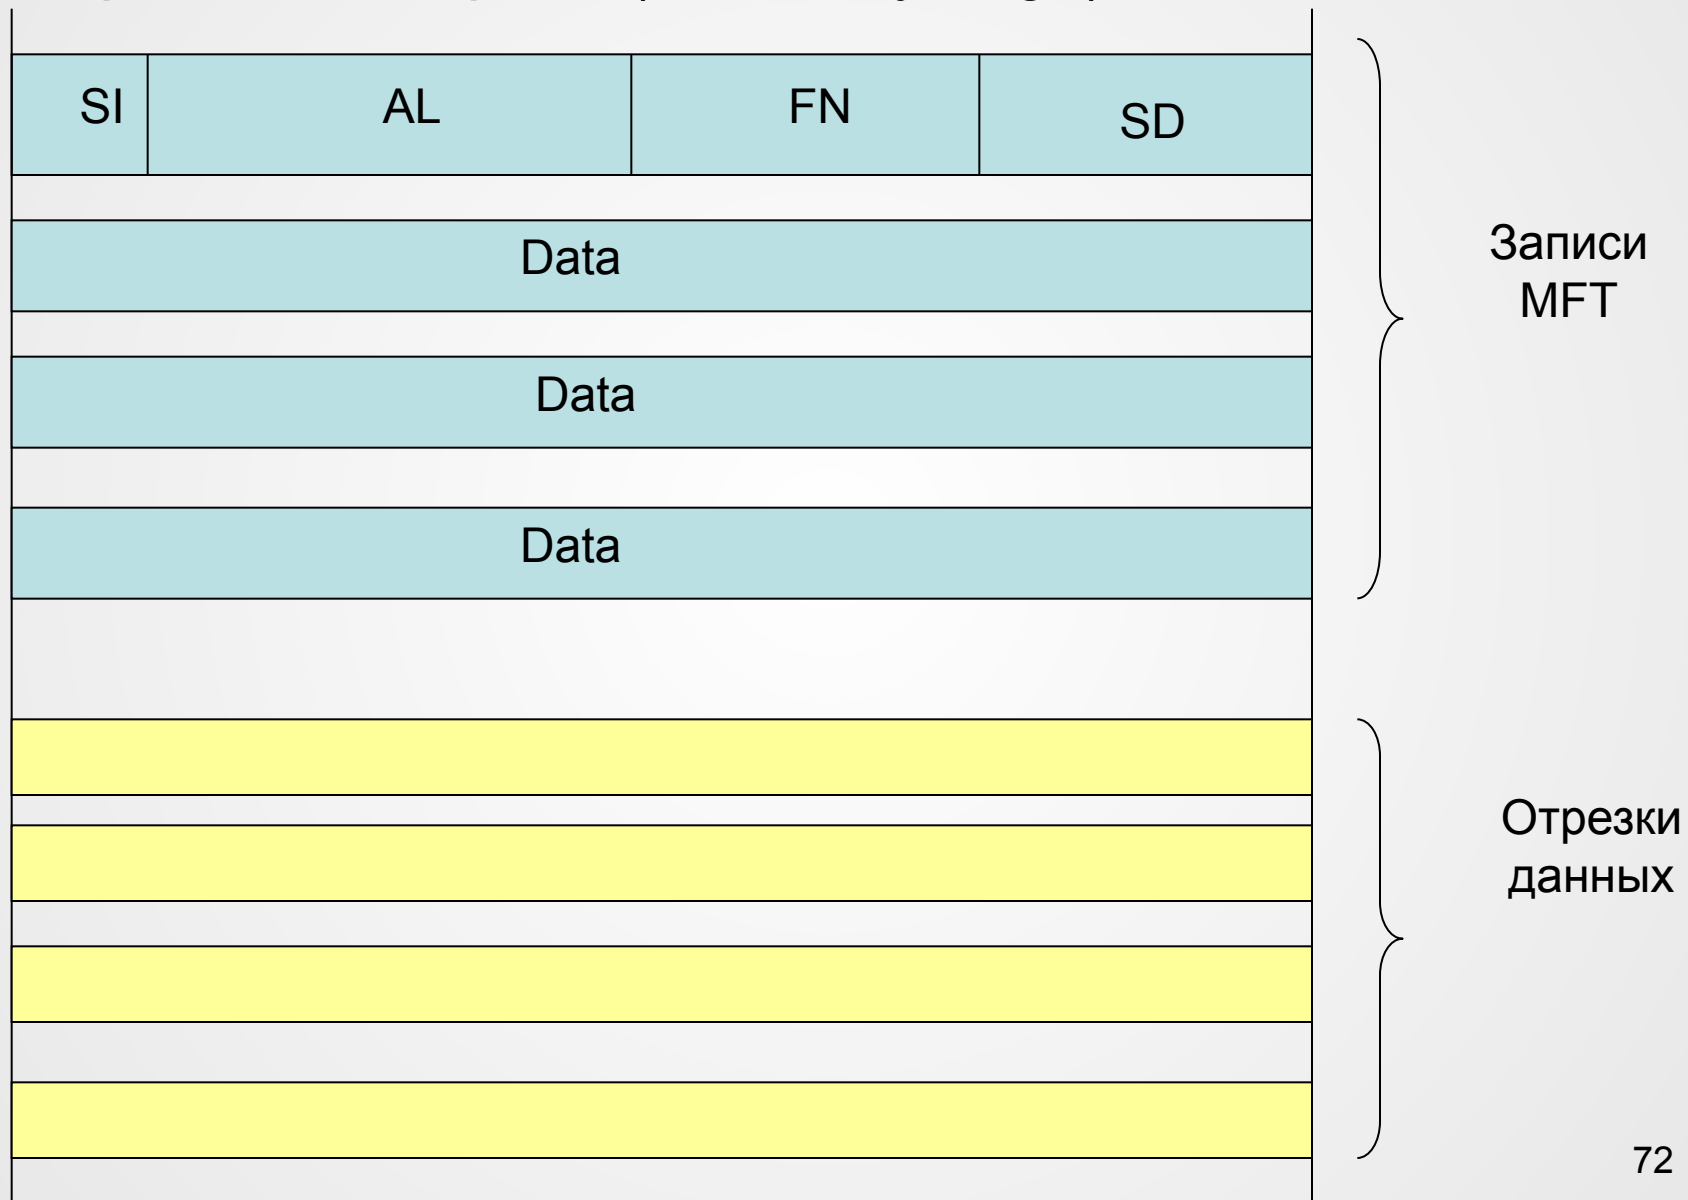 SI AL FN SD
Data
Data
Data
Записи
MFT
Отрезки
данных
72